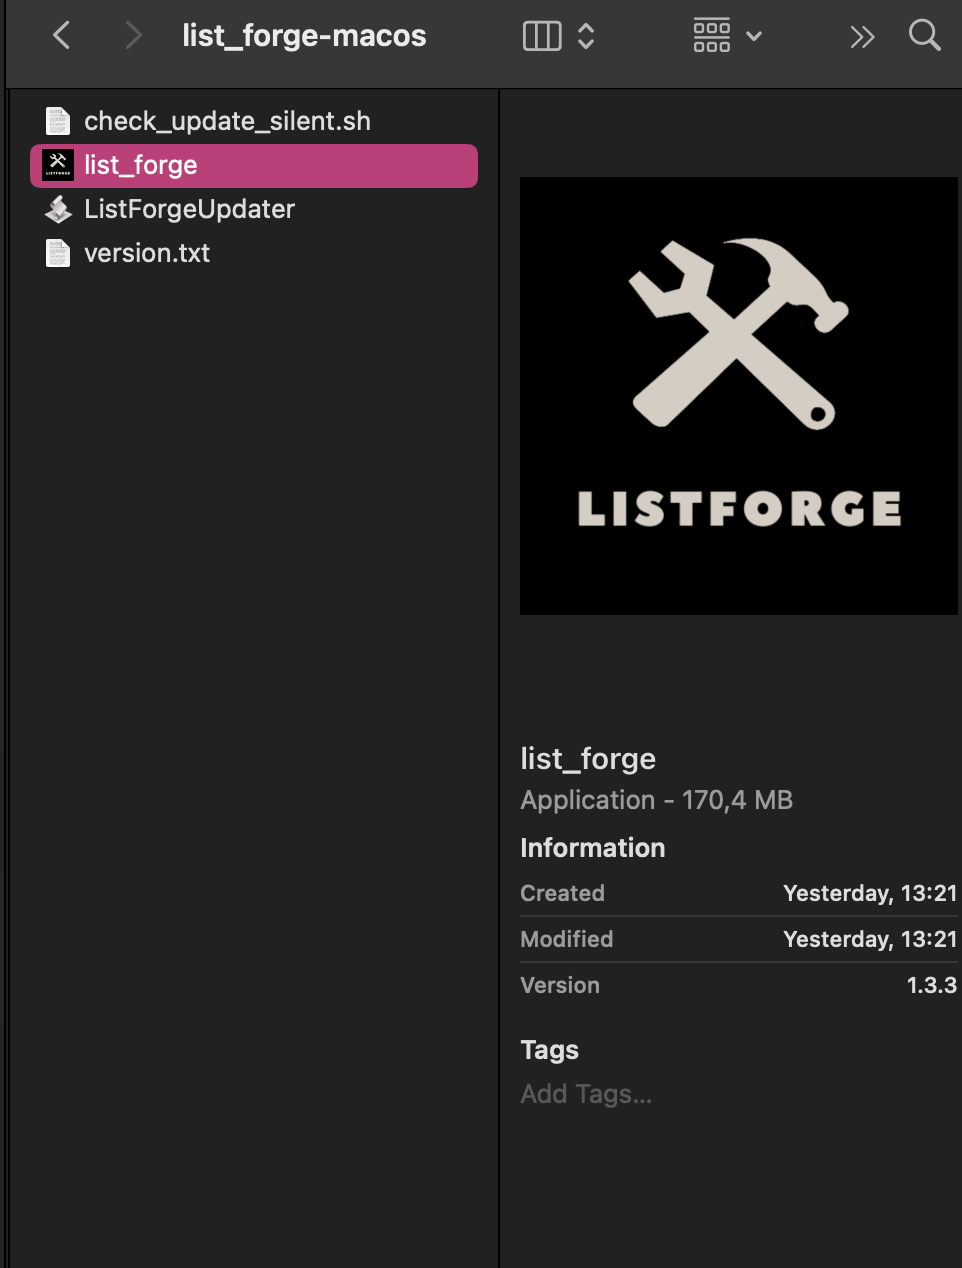 list_forge-macos
check_update_silent.sh
list_forge
ListForgeUpdater
version.txt
LISTFORGE
list_forge
Application - 170,4 MB
Information
Created Yesterday, 13:21
Modified Yesterday, 13:21
Version 1.3.3
Tags
Add Tags...